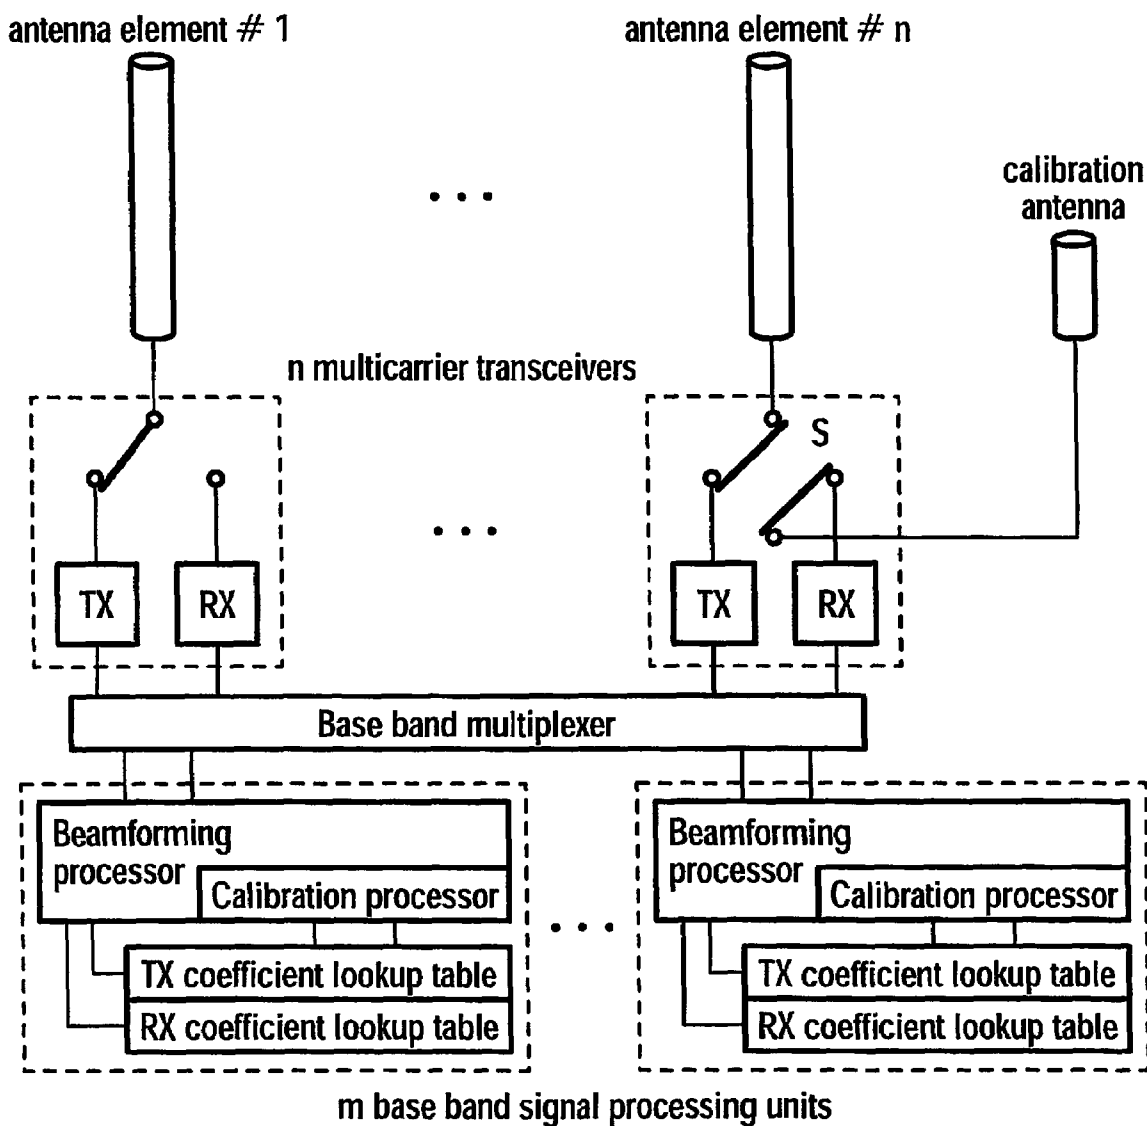 antenna element # 1
antenna element # n
calibration
antenna
n multicarrier transceivers
S
TX
RX
TX
RX
Base band multiplexer
Beamforming
processor
Calibration processor
TX coefficient lookup table
RX coefficient lookup table
Beamforming
processor
Calibration processor
TX coefficient lookup table
RX coefficient lookup table
m base band signal processing units